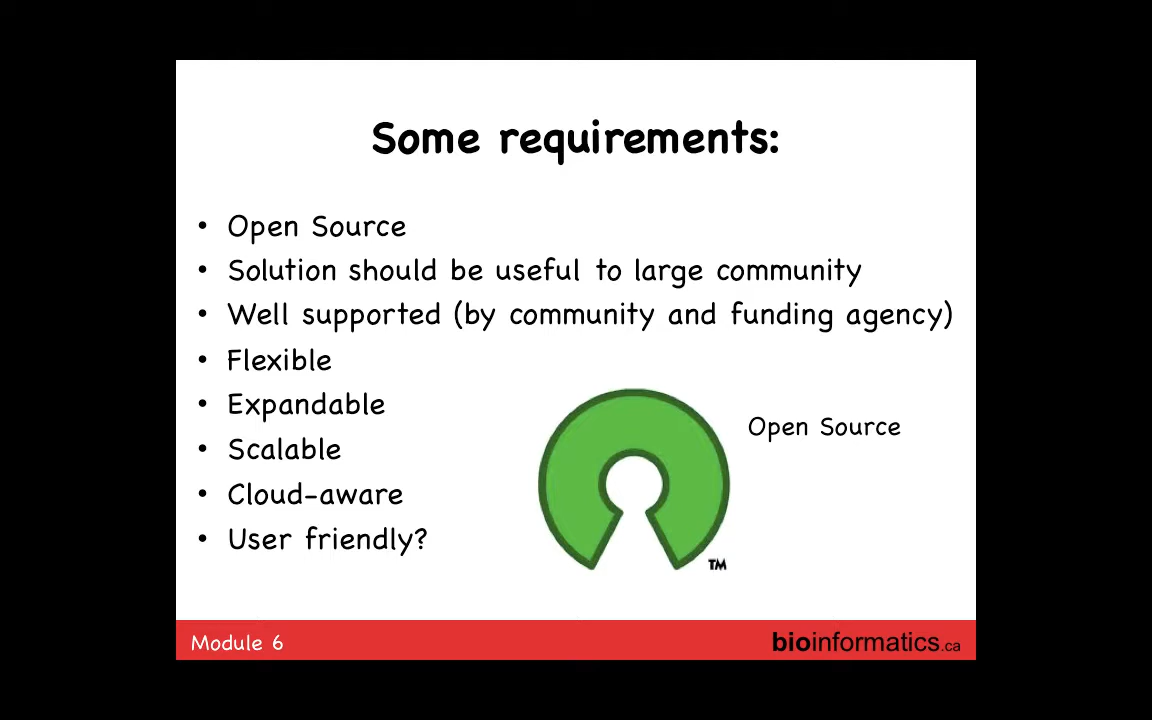 Some requirements:
• Open Source
• Solution should be useful to large community
• Well supported (by community and funding agency)
• Flexible
• Expandable
• Scalable
• Cloud-aware
• User friendly?
Open Source
TM
Module 6
bioinformatics.ca